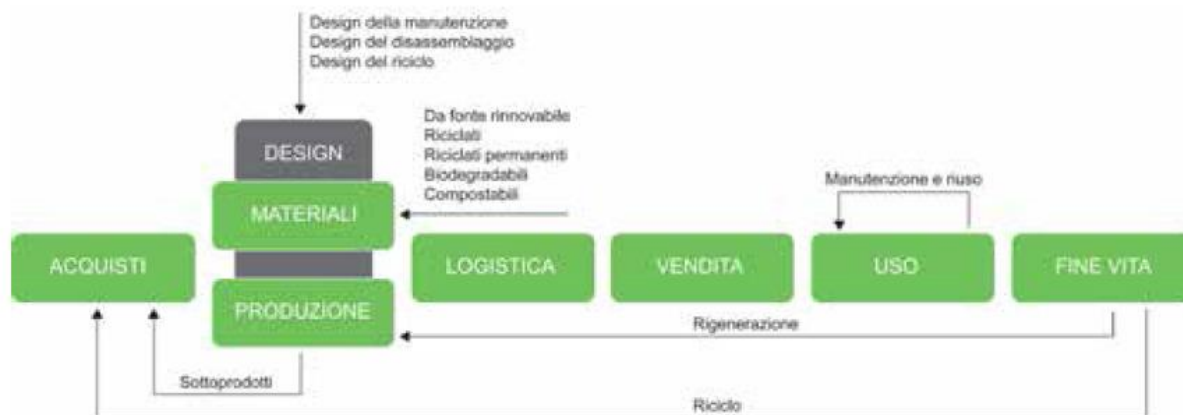 Design della manutenzione
Design del disassemblaggio
Design del riciclo
Da fonte rinnovabile
Riciclati
Riciclati permanenti
Biodegradabili
Compostabili
DESIGN
MATERIALI
Manutenzione e riuso
ACQUISTI
LOGISTICA
VENDITA
USO
FINE VITA
PRODUZIONE
Rigenerazione
Sottoprodotti
Riciclo